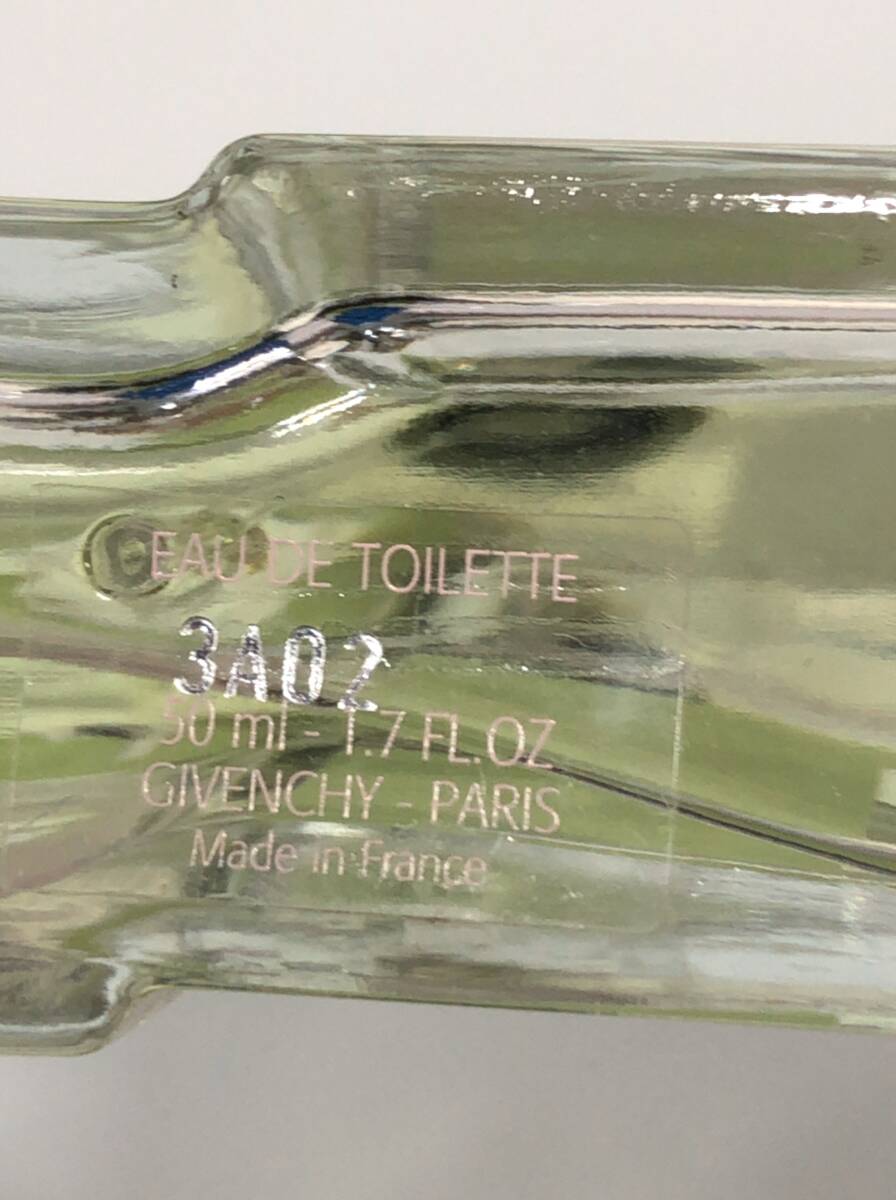 EAU DE TOILETTE
3A02
50 ml - 1.7 FL.OZ
GIVENCHY - PARIS
Made in France